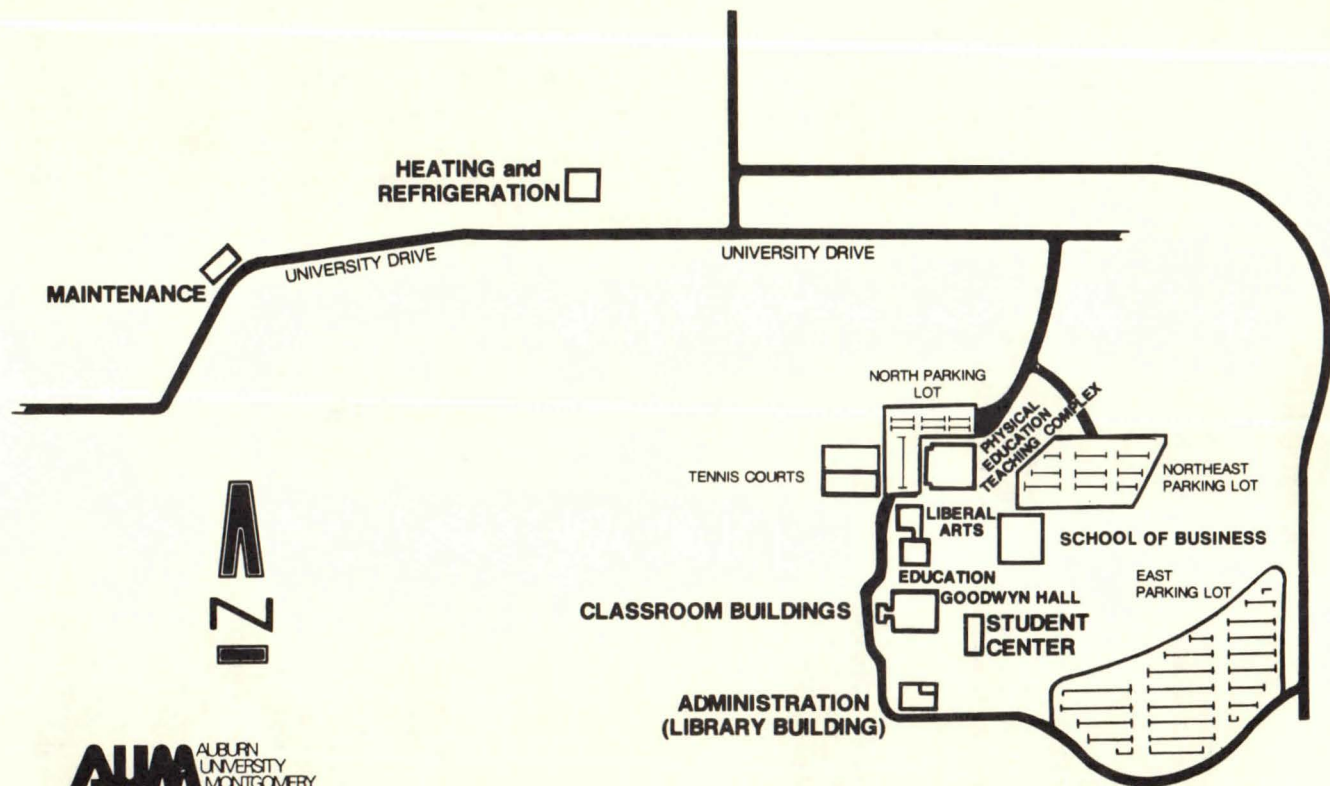 HEATING and
REFRIGERATION
MAINTENANCE
UNIVERSITY DRIVE
UNIVERSITY DRIVE
NORTH PARKING
LOT
PHYSICAL
EDUCATION
TEACHING COMPLEX
TENNIS COURTS
NORTHEAST
PARKING LOT
LIBERAL
ARTS
SCHOOL OF BUSINESS
EDUCATION
EAST
PARKING LOT
GOODWYN HALL
CLASSROOM BUILDINGS
STUDENT
CENTER
N
ADMINISTRATION
(LIBRARY BUILDING)
AUM
AUBURN
UNIVERSITY
MONTGOMERY